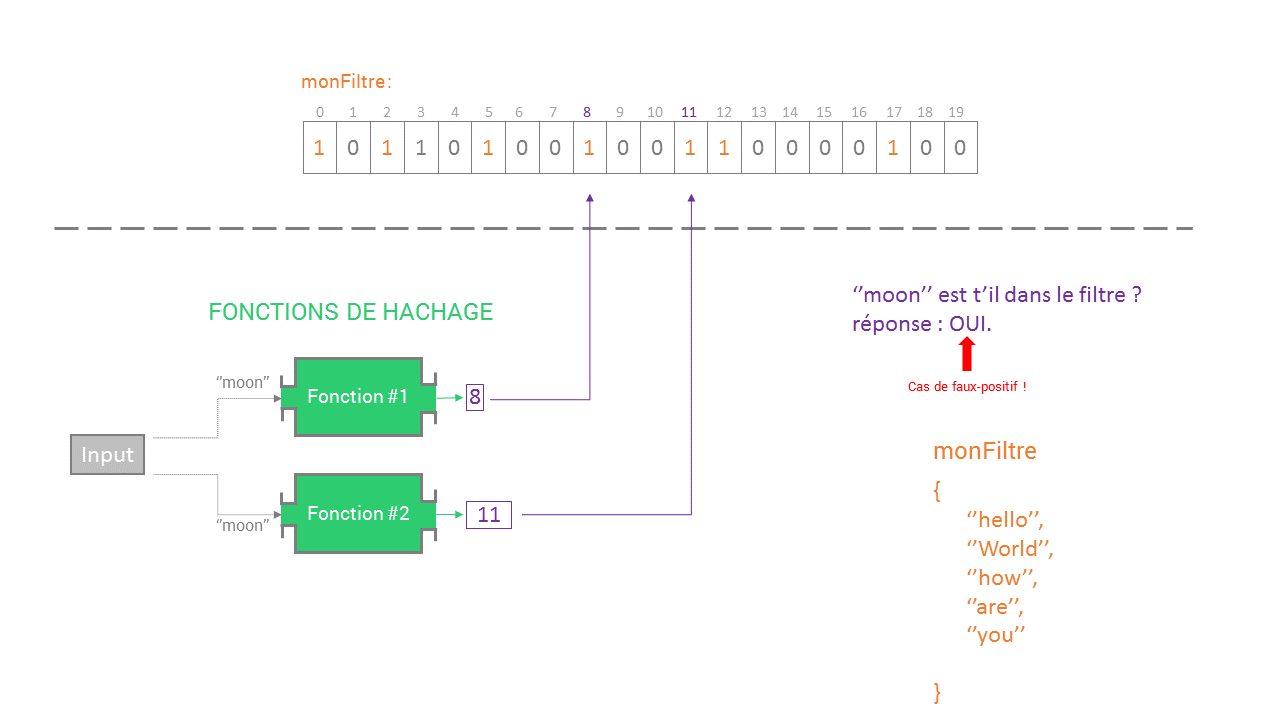 monFiltre:
0 1 2 3 4 5 6 7 8 9 10 11 12 13 14 15 16 17 18 19
1 0 1 1 0 1 0 0 1 0 0 1 1 0 0 0 0 1 0 0
FONCTIONS DE HACHAGE
‘’moon’’ est t’il dans le filtre ?
réponse : OUI.
Cas de faux-positif !
‘’moon’’
Fonction #1
8
Input
Fonction #2
11
‘’moon’’
monFiltre
{
‘’hello’’,
‘’World’’,
‘’how’’,
‘’are’’,
‘’you’’
}